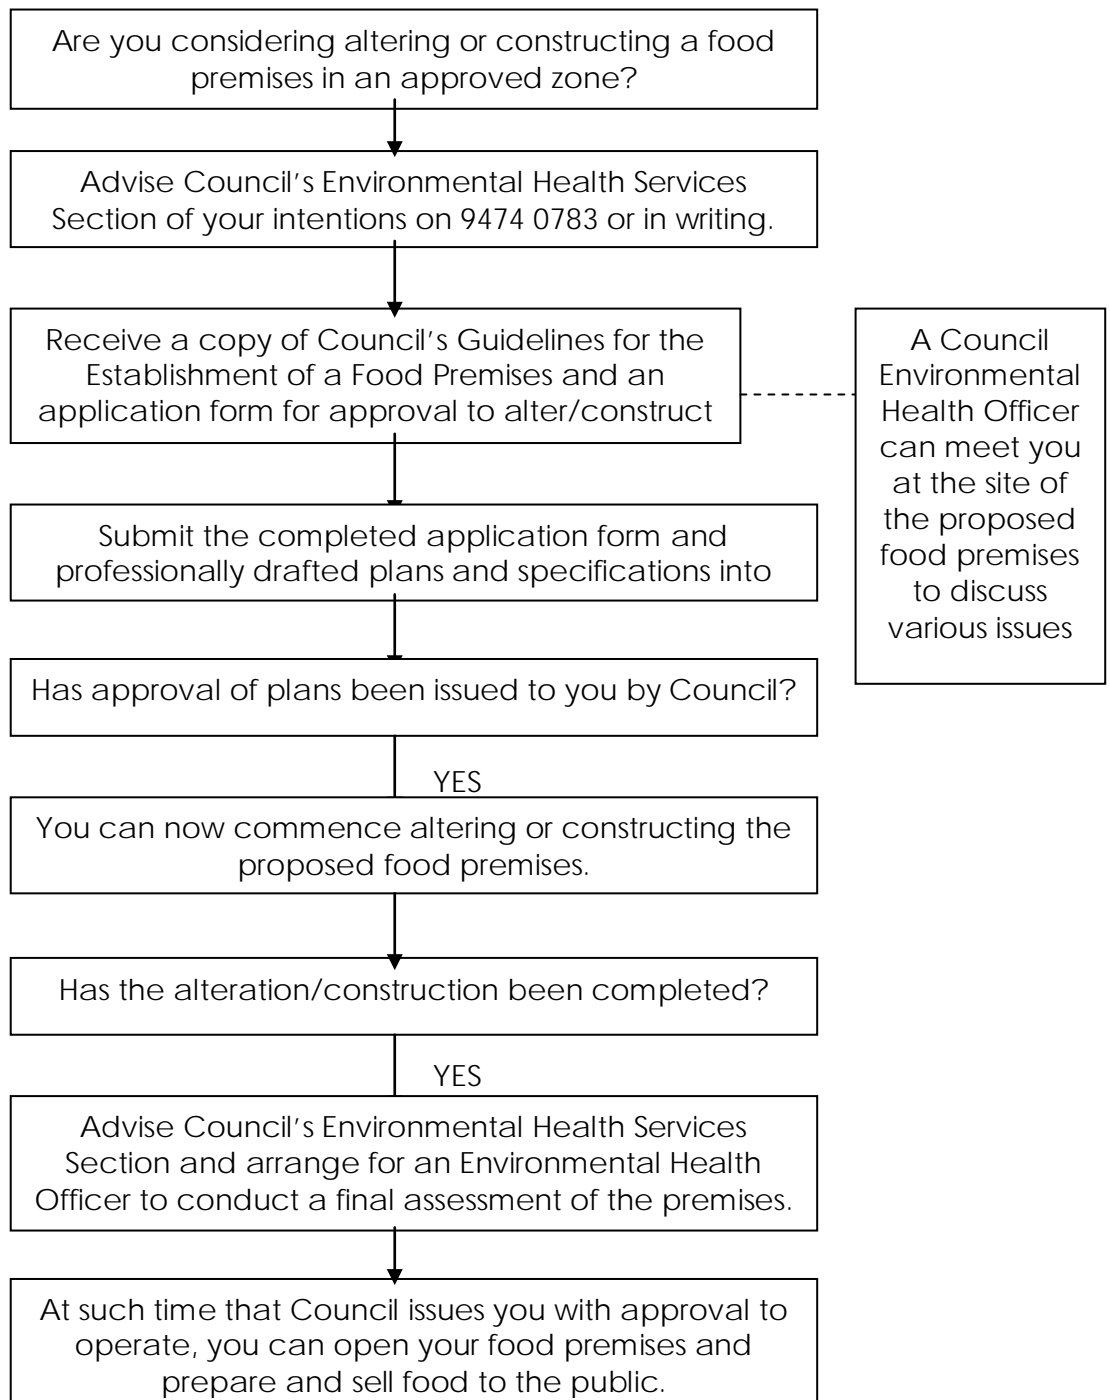 Are you considering altering or constructing a food
premises in an approved zone?
Advise Council's Environmental Health Services
Section of your intentions on 9474 0783 or in writing.
Receive a copy of Council's Guidelines for the
Establishment of a Food Premises and an
application form for approval to alter/construct
A Council
Environmental
Health Officer
can meet you
at the site of
the proposed
food premises
to discuss
various issues
Submit the completed application form and
professionally drafted plans and specifications into
Has approval of plans been issued to you by Council?
YES
You can now commence altering or constructing the
proposed food premises.
Has the alteration/construction been completed?
YES
Advise Council's Environmental Health Services
Section and arrange for an Environmental Health
Officer to conduct a final assessment of the premises.
At such time that Council issues you with approval to
operate, you can open your food premises and
prepare and sell food to the public.